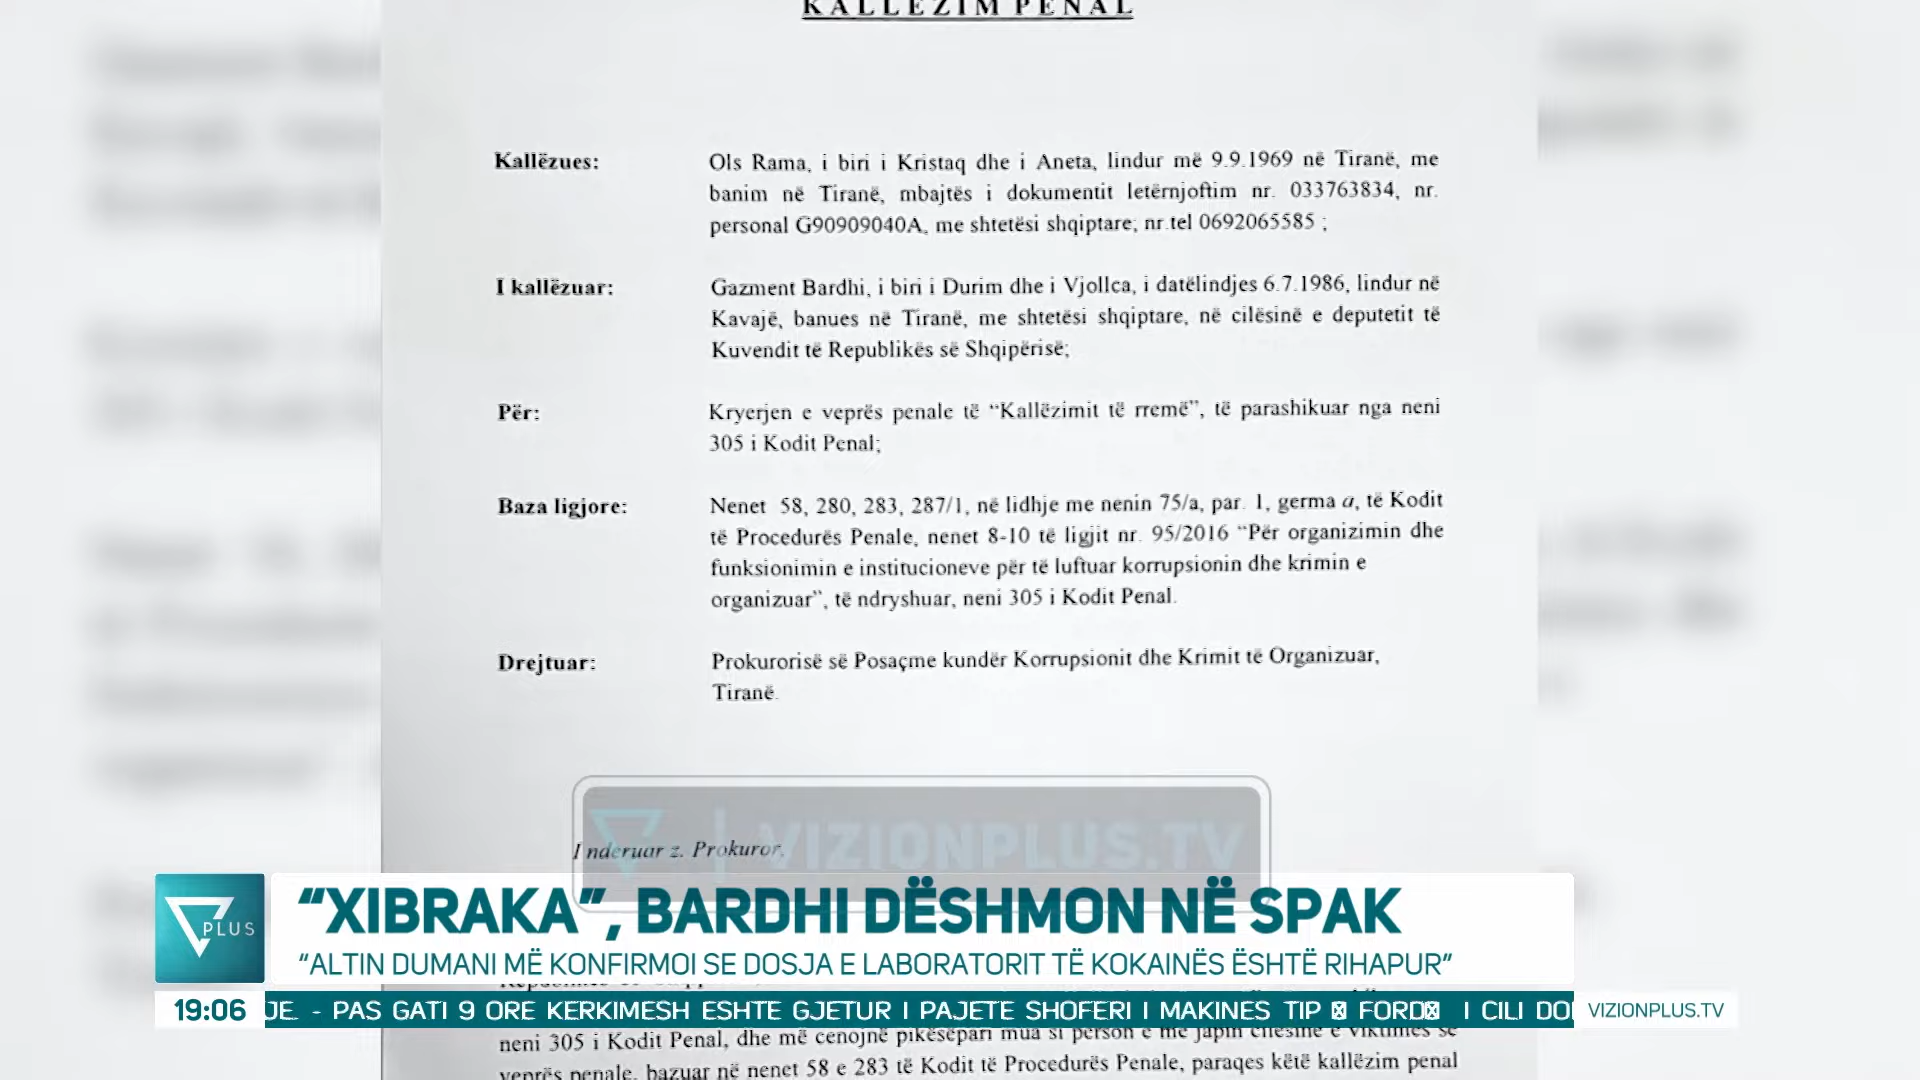 KALLËZIM PENAL
Kallëzues: Ols Rama, i biri i Kristaq dhe i Aneta, lindur më 9.9.1969 në Tiranë, me
banim në Tiranë, mbajtës i dokumentit letërnjoftim nr. 033763834, nr.
personal G90909040A, me shtetësi shqiptare; nr.tel 0692065585 ;
I kallëzuar: Gazment Bardhi, i biri i Durim dhe i Vjollca, i datëlindjes 6.7.1986, lindur në
Kavajë, banues në Tiranë, me shtetësi shqiptare, në cilësinë e deputetit të
Kuvendit të Republikës së Shqipërisë;
Për: Kryerjen e veprës penale të “Kallëzimit të rremë”, të parashikuar nga neni
305 i Kodit Penal;
Baza ligjore: Nenet 58, 280, 283, 287/1, në lidhje me nenin 75/a, par. 1, germa a, të Kodit
të Procedurës Penale, nenet 8-10 të ligjit nr. 95/2016 “Për organizimin dhe
funksionimin e institucioneve për të luftuar korrupsionin dhe krimin e
organizuar”, të ndryshuar, neni 305 i Kodit Penal.
Drejtuar: Prokurorisë së Posaçme kundër Korrupsionit dhe Krimit të Organizuar,
Tiranë.
VIZIONPLUS.TV
I nderuar z. Prokuror,
PLUS
“XIBRAKA”, BARDHI DËSHMON NË SPAK
“ALTIN DUMANI MË KONFIRMOI SE DOSJA E LABORATORIT TË KOKAINËS ËSHTË RIHAPUR”
19:06 JE. - PAS GATI 9 ORE KERKIMESH ESHTE GJETUR I PAJETE SHOFERI I MAKINES TIP FORD I CILI DOL VIZIONPLUS.TV
neni 305 i Kodit Penal, dhe më cenojnë pikësëpari mua si person e më japin cilësinë e viktimës së
veprës penale, bazuar në nenet 58 e 283 të Kodit të Procedurës Penale, paraqes këtë kallëzim penal